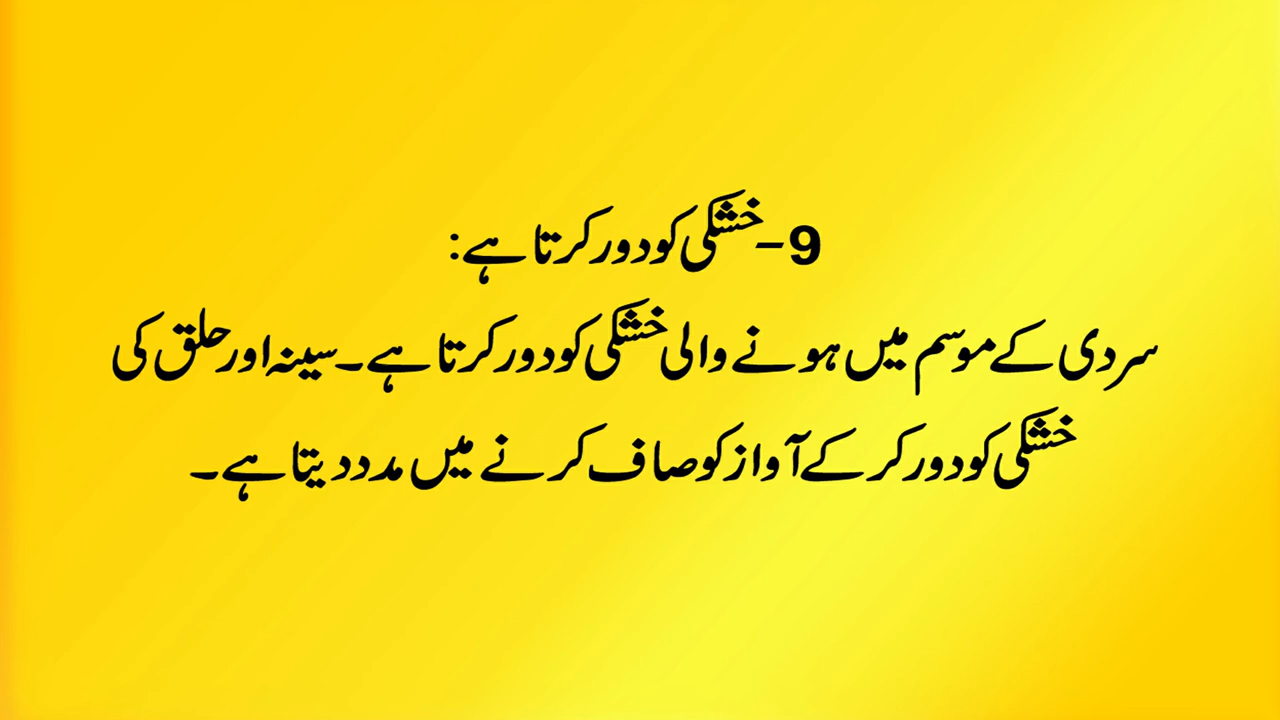 9-خشکی کو دور کرتا ہے:
سردی کے موسم میں ہونے والی خشکی کو دور کرتا ہے۔ سینہ اور حلق کی
خشکی کو دور کر کے آواز کو صاف کرنے میں مدد دیتا ہے۔